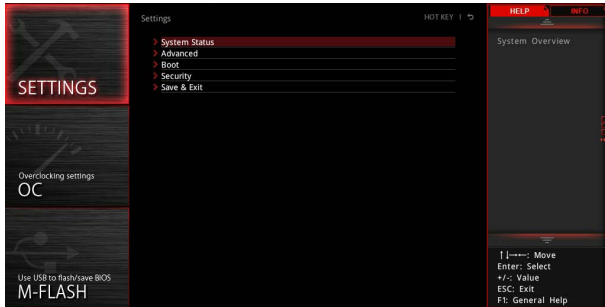 Settings
HOT KEY
HELP
INFO
System Status
Advanced
Boot
Security
Save & Exit
System Overview
SETTINGS
Overclocking settings
OC
Use USB to flash/save BIOS
M-FLASH
↑↓→←: Move
Enter: Select
+/-: Value
ESC: Exit
F1: General Help